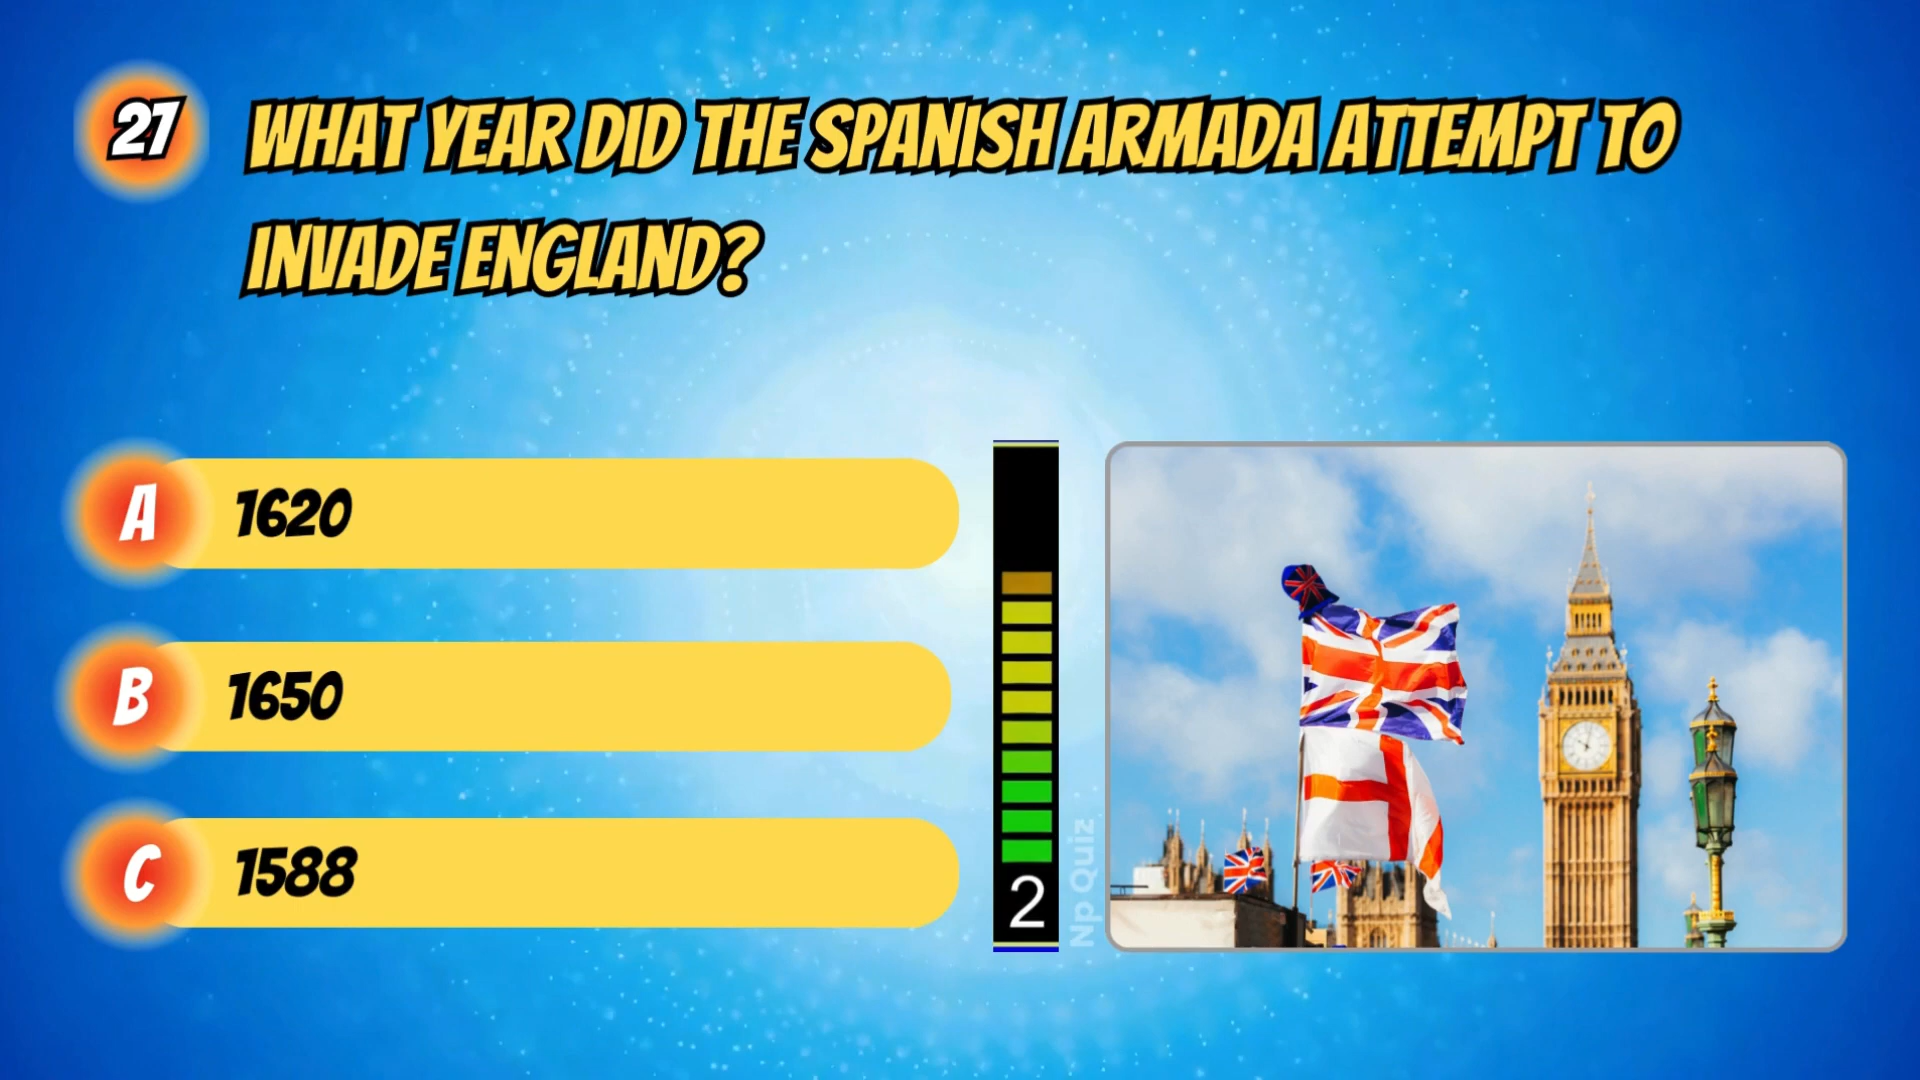 27
WHAT YEAR DID THE SPANISH ARMADA ATTEMPT TO
INVADE ENGLAND?
A 1620
B 1650
C 1588
2
Np Quiz